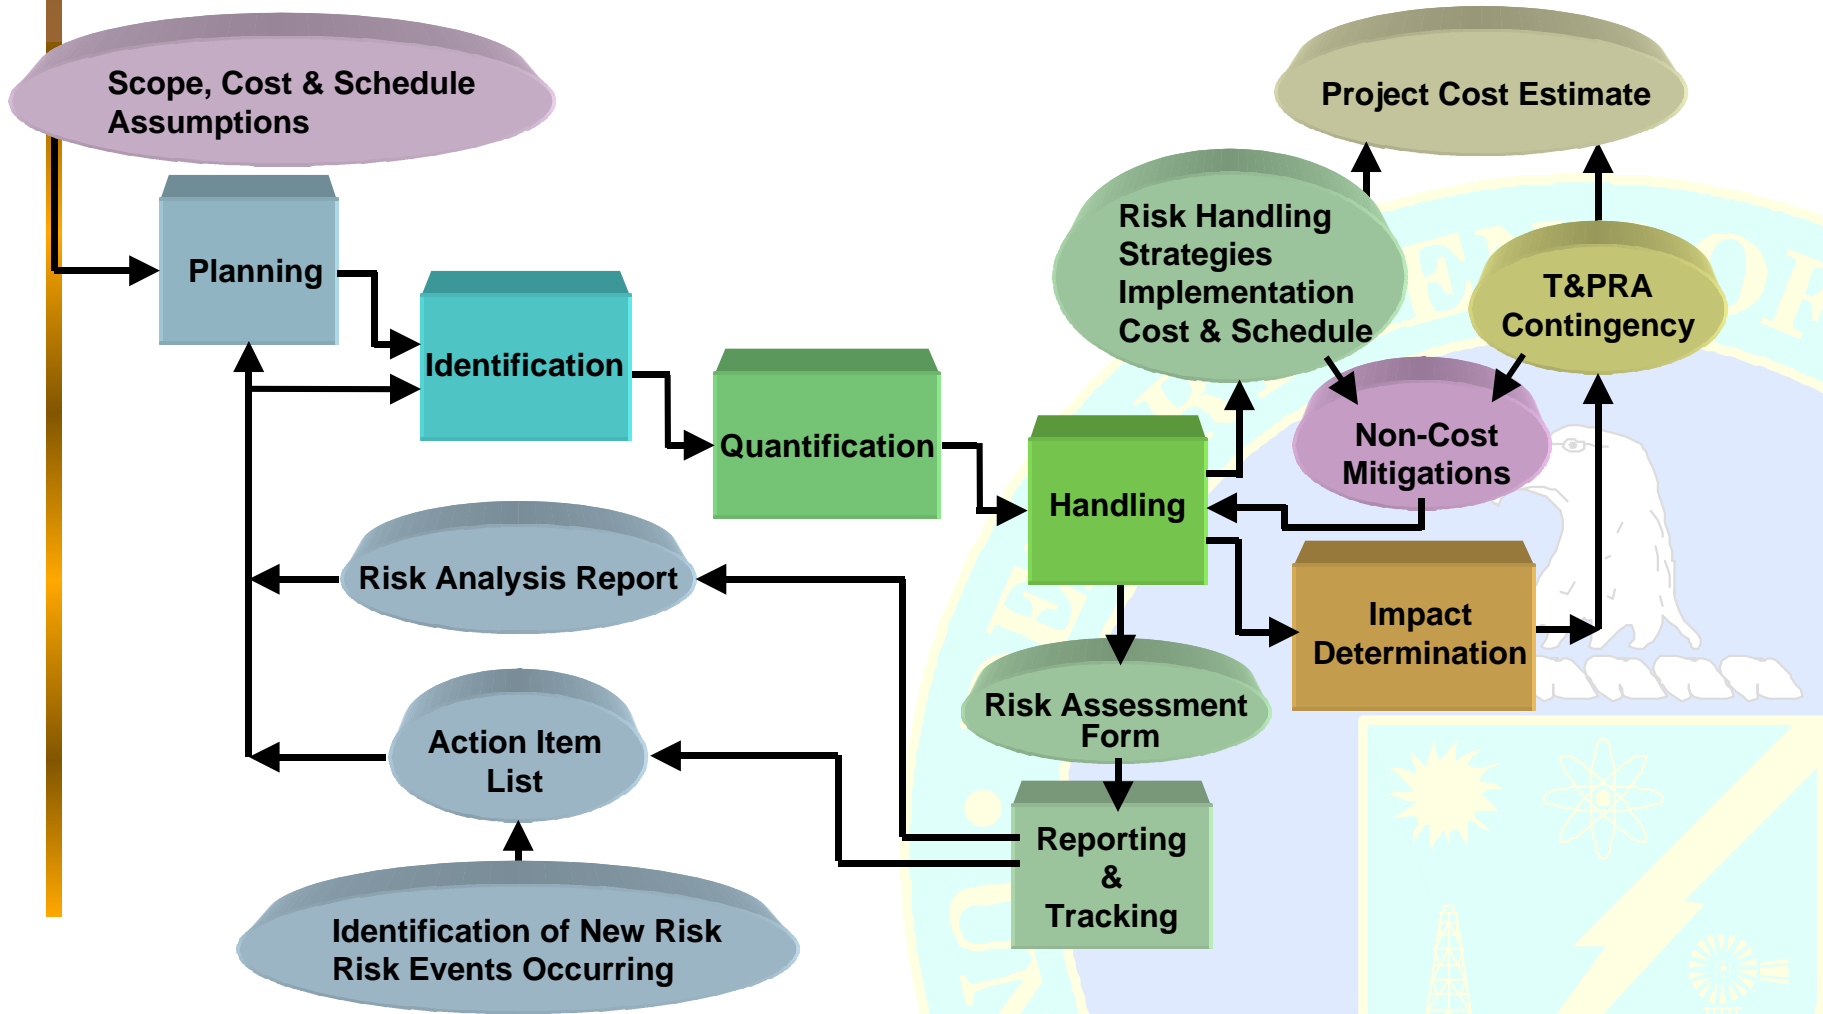 Scope, Cost & Schedule
Assumptions
Project Cost Estimate
Planning
Risk Handling
Strategies
Implementation
Cost & Schedule
T&PRA
Contingency
Identification
Quantification
Non-Cost
Mitigations
Handling
Risk Analysis Report
Impact
Determination
Risk Assessment
Form
Action Item
List
Reporting
&
Tracking
Identification of New Risk
Risk Events Occurring